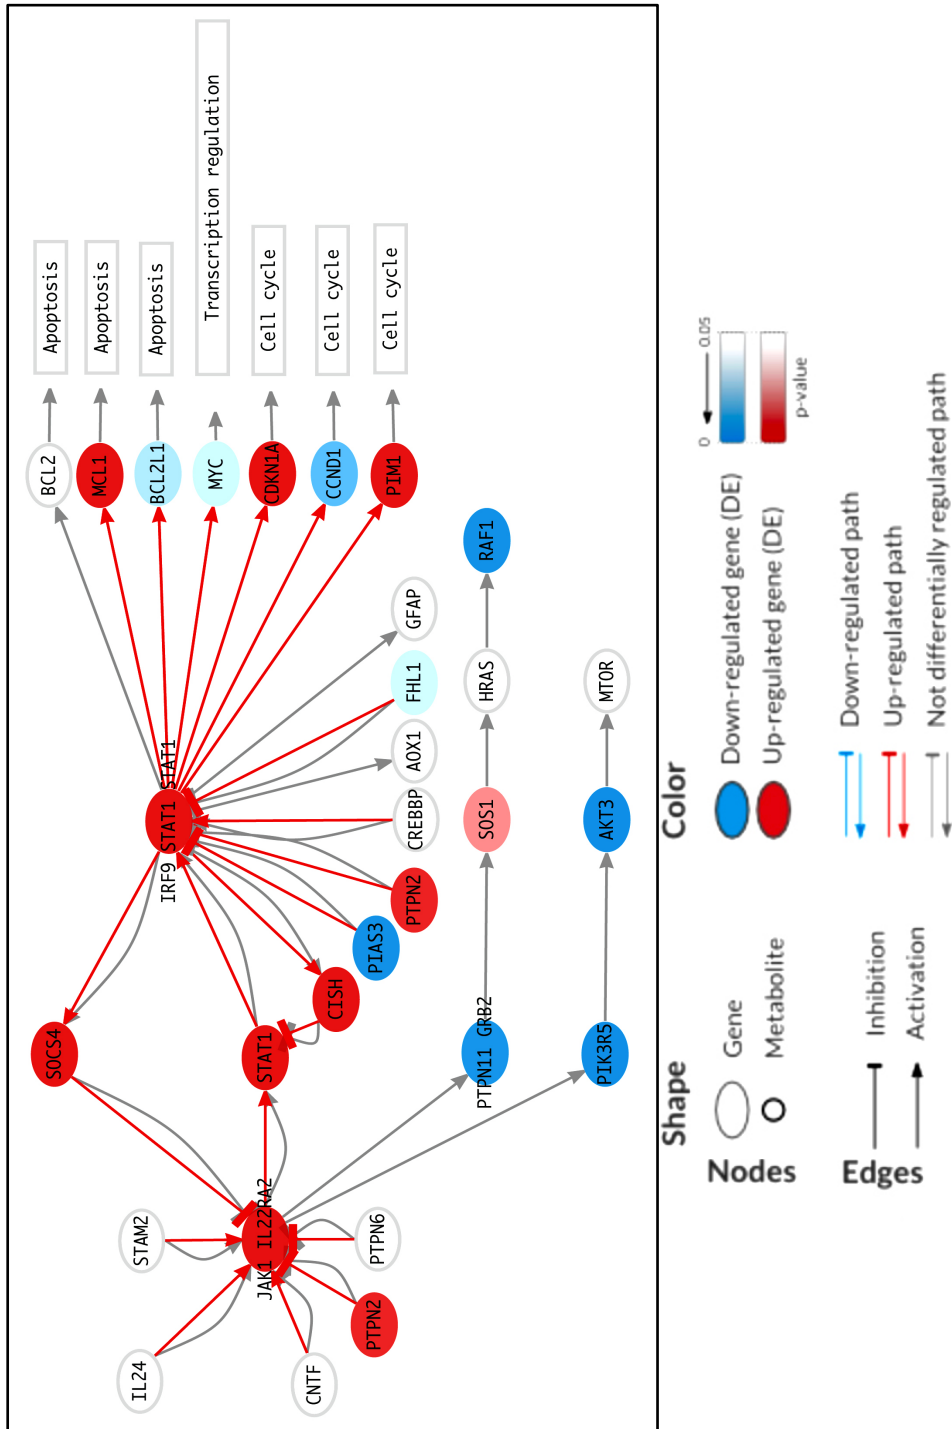 BCL2
Apoptosis
MCL1
Apoptosis
BCL2L1
Apoptosis
MYC
Transcription regulation
CDKN1A
Cell cycle
CCND1
Cell cycle
PIM1
Cell cycle
IRF9 STAT1 STAT1
SOCS4
GFAP
FHL1
AOX1
CREBBP
PTPN2
PIAS3
CISH
STAT1
STAM2
JAK1 IL22RA2
IL24
CNTF
PTPN2
PTPN6
PTPN11 GRB2
SOS1
HRAS
RAF1
PIK3R5
AKT3
MTOR
Shape
Color
Nodes
Gene
Metabolite
Down-regulated gene (DE)
Up-regulated gene (DE)
0
0.05
p-value
Edges
Inhibition
Activation
Down-regulated path
Up-regulated path
Not differentially regulated path